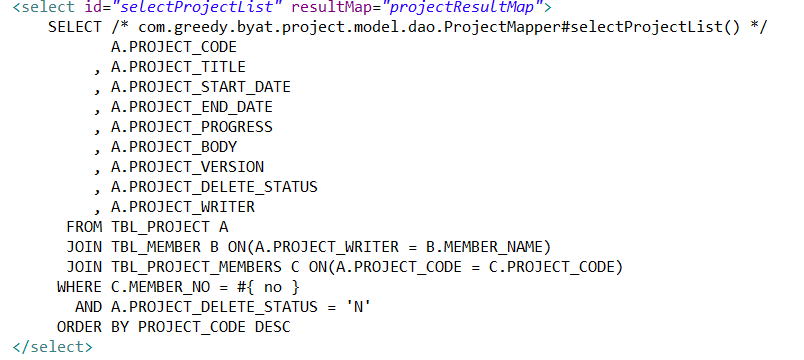 <select id="selectProjectList" resultMap="projectResultMap">
SELECT /* com.greedy.byat.project.model.dao.ProjectMapper#selectProjectList() */
A.PROJECT_CODE
, A.PROJECT_TITLE
, A.PROJECT_START_DATE
, A.PROJECT_END_DATE
, A.PROJECT_PROGRESS
, A.PROJECT_BODY
, A.PROJECT_VERSION
, A.PROJECT_DELETE_STATUS
, A.PROJECT_WRITER
FROM TBL_PROJECT A
JOIN TBL_MEMBER B ON(A.PROJECT_WRITER = B.MEMBER_NAME)
JOIN TBL_PROJECT_MEMBERS C ON(A.PROJECT_CODE = C.PROJECT_CODE)
WHERE C.MEMBER_NO = #{ no }
AND A.PROJECT_DELETE_STATUS = 'N'
ORDER BY PROJECT_CODE DESC
</select>